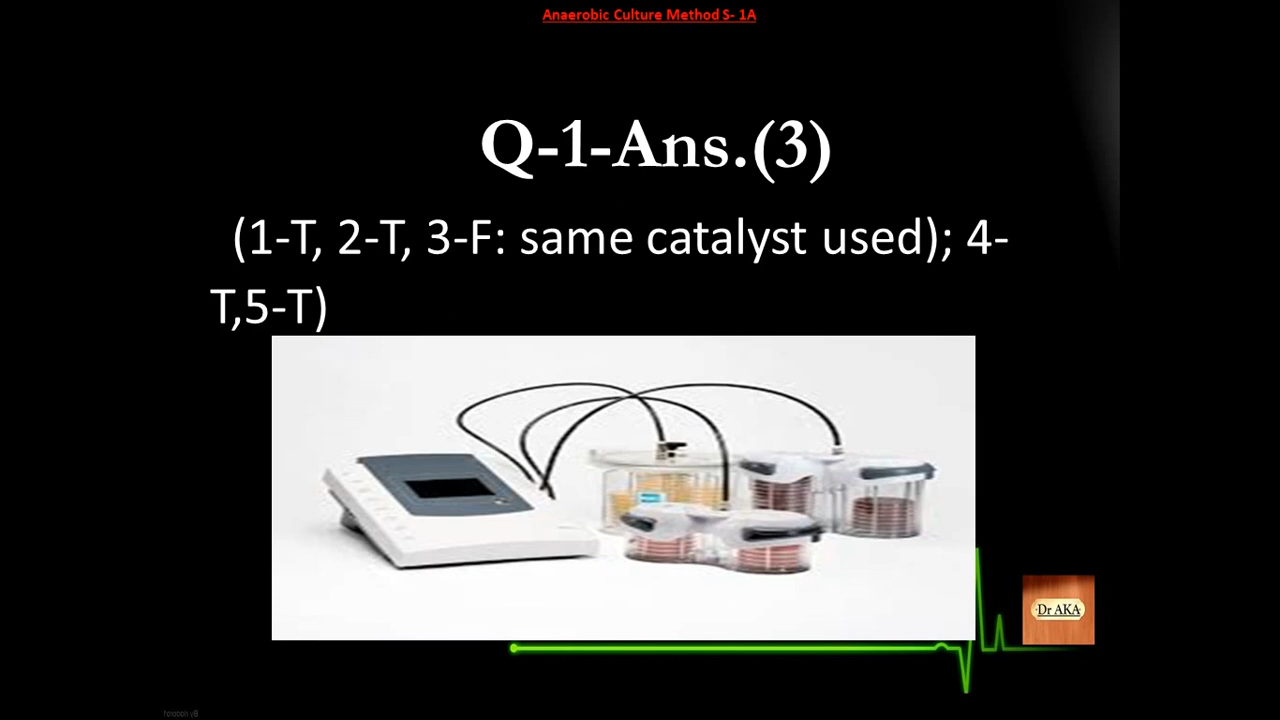 Anaerobic Culture Method S- 1A
Q-1-Ans.(3)
(1-T, 2-T, 3-F: same catalyst used); 4-
T,5-T)
Dr AKA